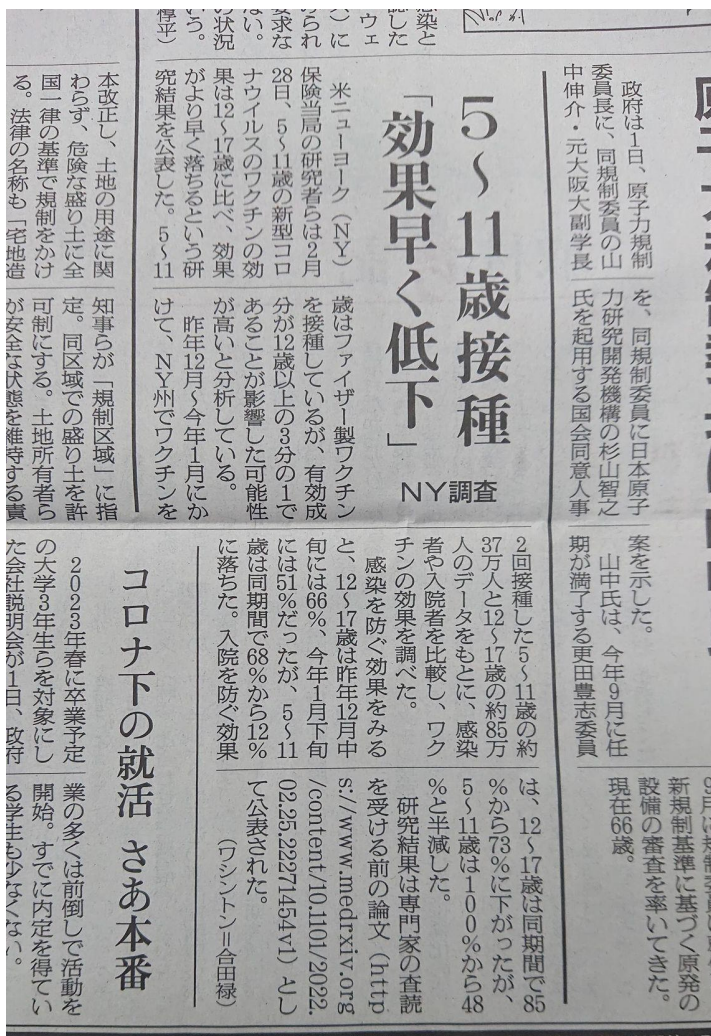 感染と
認した
ウェ
ス）に
められ
要求な
ない。
の状況
いう。
惇平）
政府は1日、原子力規制
委員長に、同規制委員の山
中伸介・元大阪大副学長
を、同規制委員に日本原子
力研究開発機構の杉山智之
氏を起用する国会同意人事
案を示した。
山中氏は、今年9月に任
期が満了する更田豊志委員
新規制基準に基づく原発の
設備の審査を率いてきた。
現在66歳。
5～11歳接種
「効果早く低下」
NY調査
米ニューヨーク（NY）
保険当局の研究者らは2月
28日、5～11歳の新型コロ
ナウイルスのワクチンの効
果は12～17歳に比べ、効果
がより早く落ちるという研
究結果を公表した。5～11
歳はファイザー製ワクチン
を接種しているが、有効成
分が12歳以上の3分の1で
あることが影響した可能性
が高いと分析している。
昨年12月～今年1月にか
けて、NY州でワクチンを
2回接種した5～11歳の約
37万人と12～17歳の約85万
人のデータをもとに、感染
者や入院者を比較し、ワク
チンの効果を調べた。
感染を防ぐ効果をみる
と、12～17歳は昨年12月中
旬には66％、今年1月下旬
には51％だったが、5～11
歳は同期間で68％から12％
に落ちた。入院を防ぐ効果
は、12～17歳は同期間で85
％から73％に下がったが、
5～11歳は100％から48
％と半減した。
研究結果は専門家の査読
を受ける前の論文（http
s://www.medrxiv.org
/content/10.1101/2022.
02.25.22271454v1）とし
て公表された。
（ワシントン＝合田禄）
本改正し、土地の用途に関
わらず、危険な盛り土に全
国一律の基準で規制をかけ
る。法律の名称も「宅地造
知事らが「規制区域」に指
定。同区域での盛り土を許
可制にする。土地所有者ら
が安全な状態を維持する責
コロナ下の就活 さあ本番
2023年春に卒業予定
の大学3年生らを対象にし
た会社説明会が1日、政府
業の多くは前倒しで活動を
開始。すでに内定を得てい
る学生も少なくない。